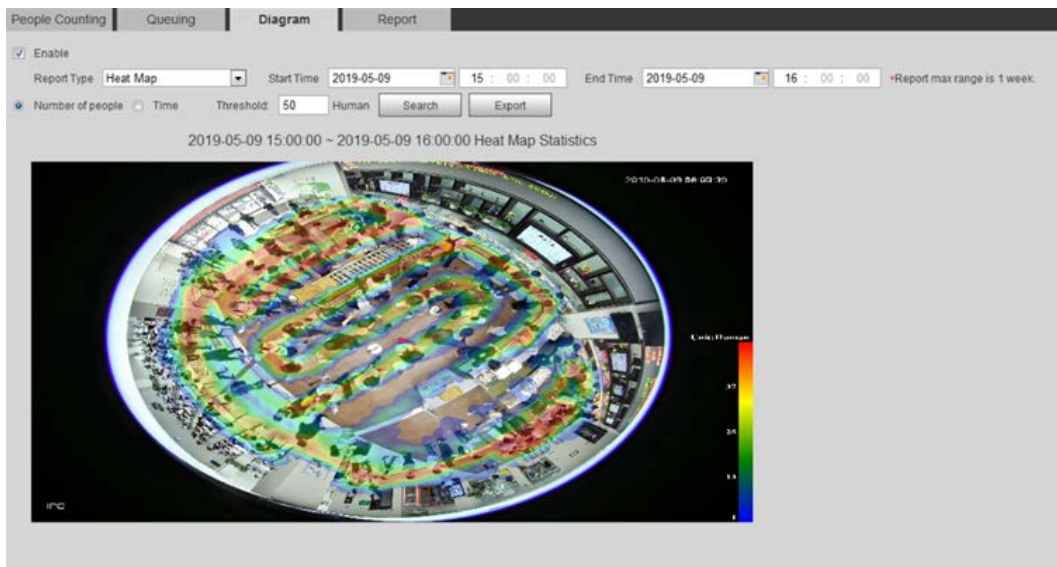 People Counting Queuing Diagram Report
Enable
Report Type Heat Map Start Time 2019-05-09 15 : 00 : 00 End Time 2019-05-09 16 : 00 : 00 *Report max range is 1 week.
Number of people Time Threshold: 50 Human Search Export
2019-05-09 15:00:00 ~ 2019-05-09 16:00:00 Heat Map Statistics
Unit:Human
IPC